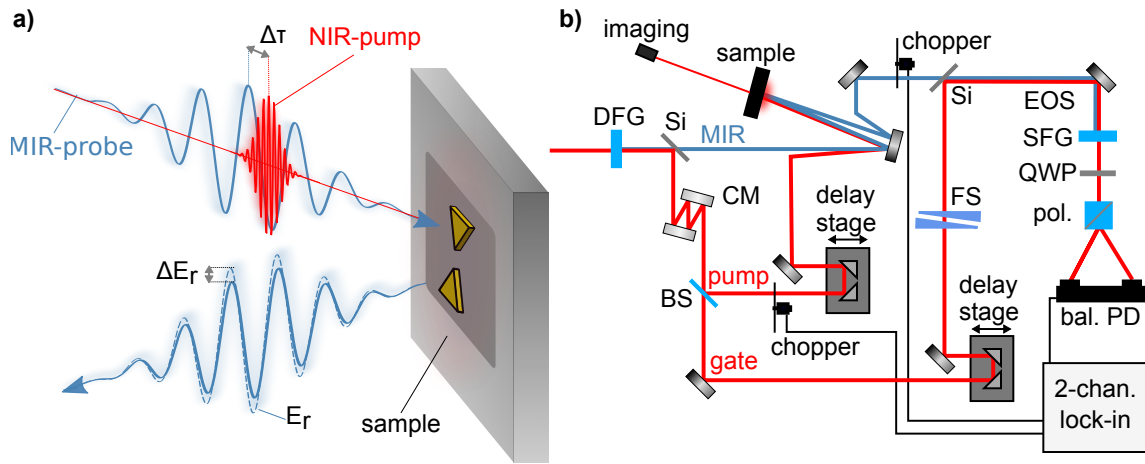 a)
Δτ
NIR-pump
MIR-probe
ΔEr
Er
sample
b)
imaging
sample
chopper
DFG
Si
MIR
Si
EOS
SFG
QWP
pol.
CM
FS
delay
stage
pump
BS
chopper
gate
delay
stage
bal. PD
2-chan.
lock-in